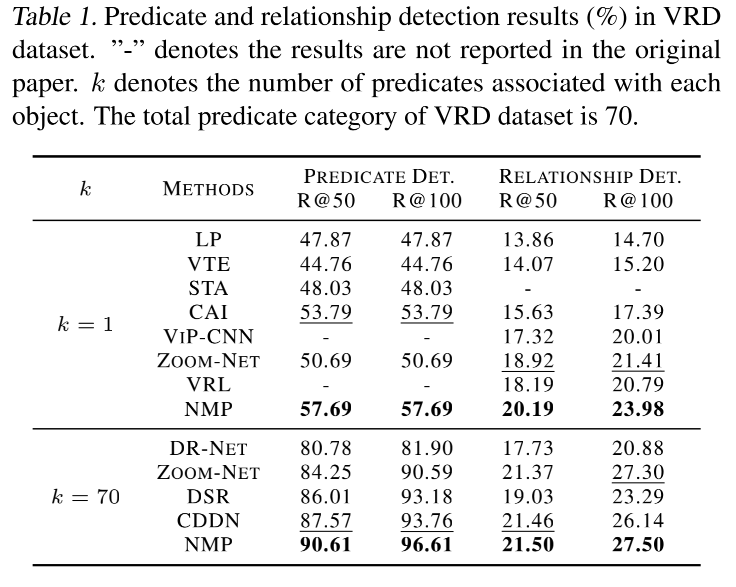 Table 1. Predicate and relationship detection results (%) in VRD
dataset. ”-” denotes the results are not reported in the original
paper. k denotes the number of predicates associated with each
object. The total predicate category of VRD dataset is 70.
k METHODS PREDICATE DET. RELATIONSHIP DET.
R@50 R@100 R@50 R@100
LP 47.87 47.87 13.86 14.70
VTE 44.76 44.76 14.07 15.20
STA 48.03 48.03 - -
CAI 53.79 53.79 15.63 17.39
k = 1
VIP-CNN - - 17.32 20.01
ZOOM-NET 50.69 50.69 18.92 21.41
VRL - - 18.19 20.79
NMP 57.69 57.69 20.19 23.98
DR-NET 80.78 81.90 17.73 20.88
ZOOM-NET 84.25 90.59 21.37 27.30
k = 70 DSR 86.01 93.18 19.03 23.29
CDDN 87.57 93.76 21.46 26.14
NMP 90.61 96.61 21.50 27.50